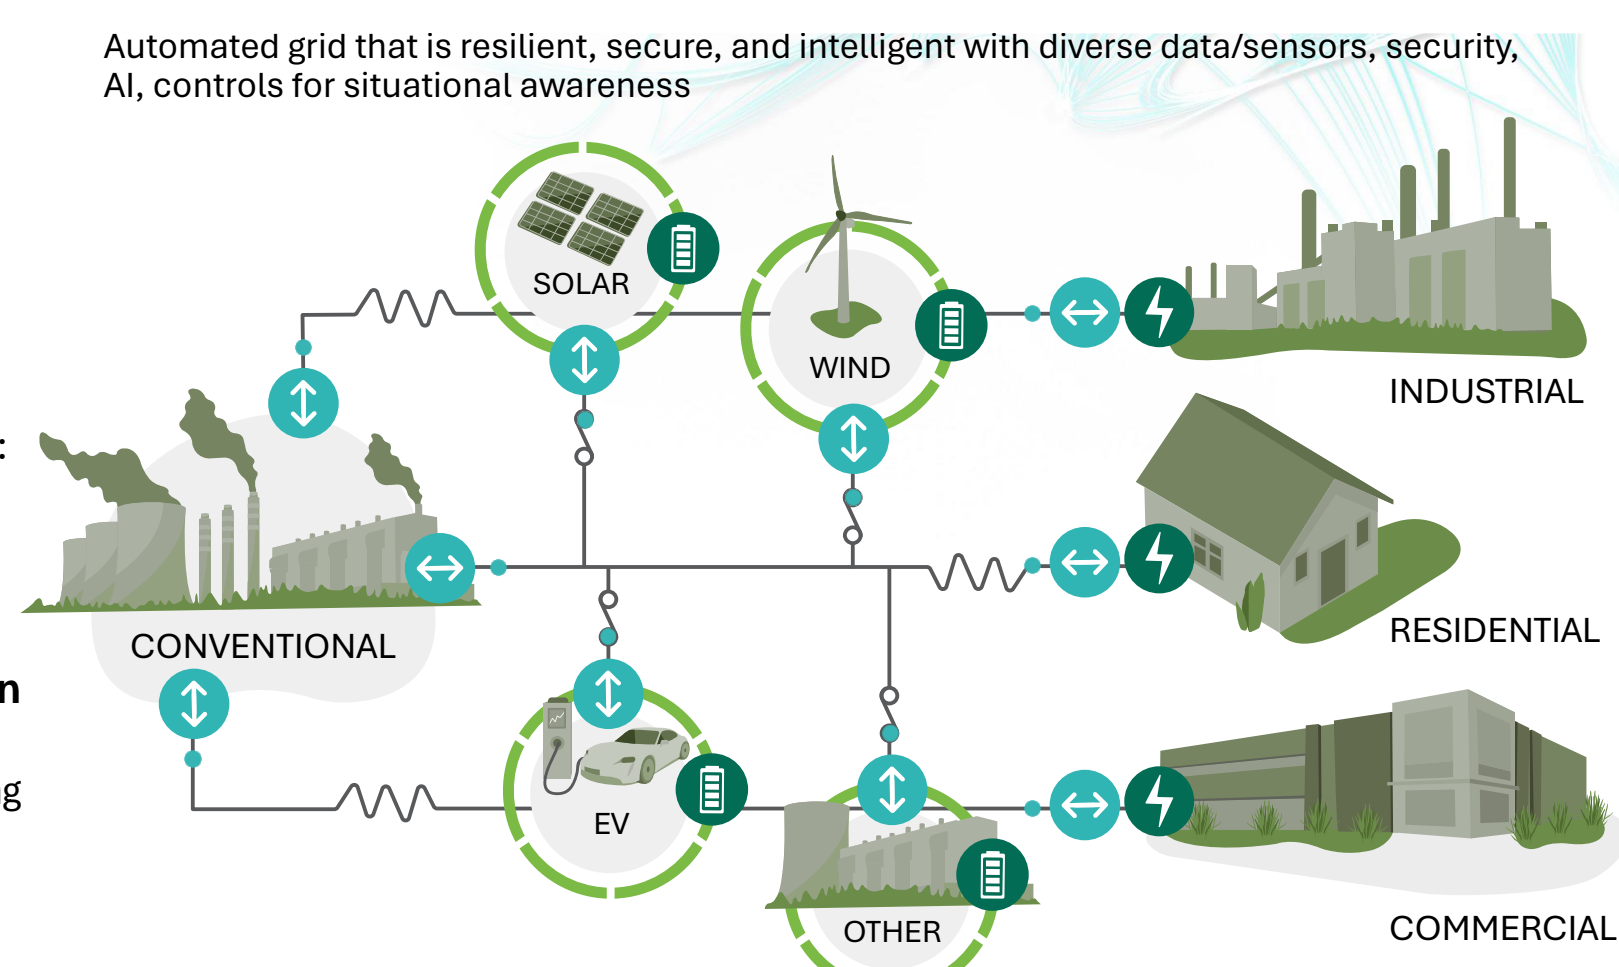 Automated grid that is resilient, secure, and intelligent with diverse data/sensors, security,
AI, controls for situational awareness
SOLAR
WIND
INDUSTRIAL
:
CONVENTIONAL
RESIDENTIAL
n
g
EV
OTHER
COMMERCIAL